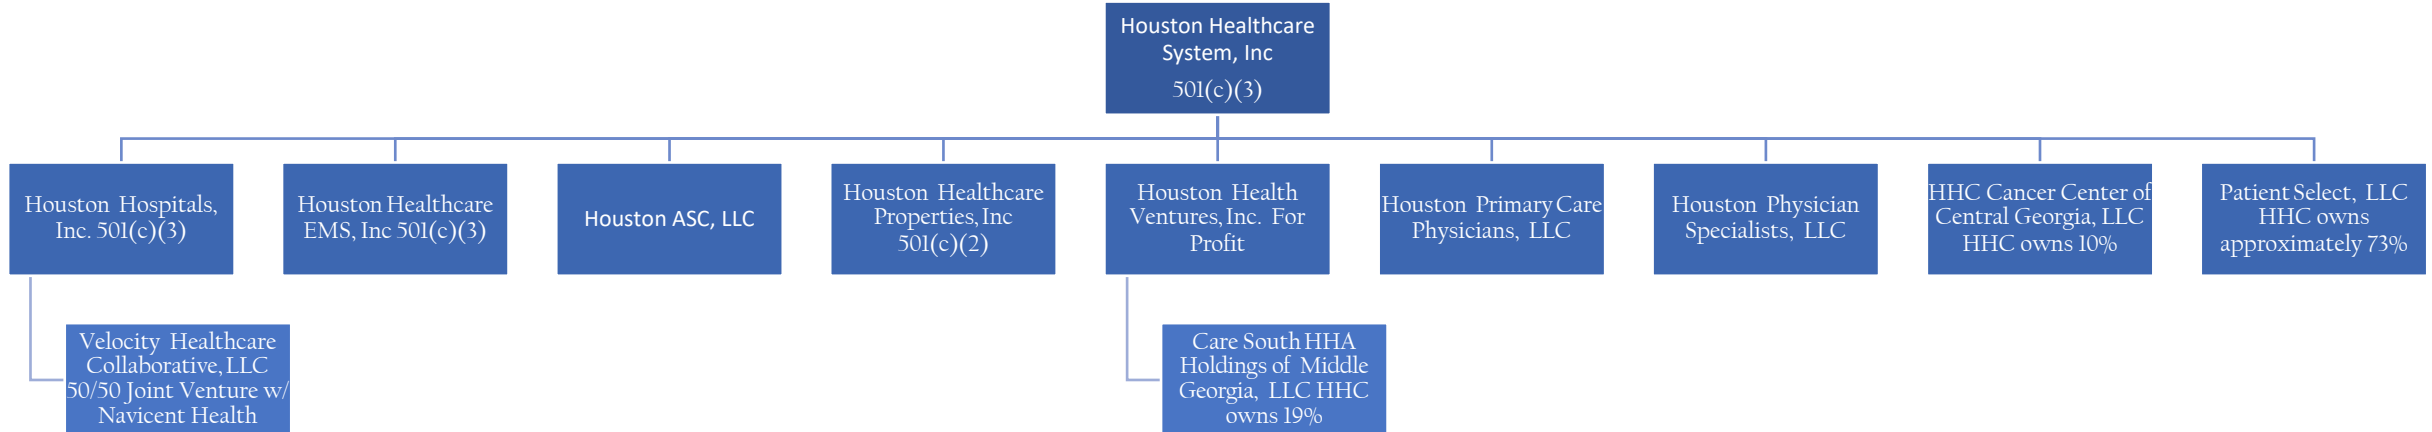 Houston Healthcare
System, Inc
501(c)(3)
Houston Hospitals,
Inc. 501(c)(3)
Houston Healthcare
EMS, Inc 501(c)(3)
Houston ASC, LLC
Houston Healthcare
Properties, Inc
501(c)(2)
Houston Health
Ventures, Inc. For
Profit
Houston Primary Care
Physicians, LLC
Houston Physician
Specialists, LLC
HHC Cancer Center of
Central Georgia, LLC
HHC owns 10%
Patient Select, LLC
HHC owns
approximately 73%
Velocity Healthcare
Collaborative, LLC
50/50 Joint Venture w/
Navicent Health
Care South HHA
Holdings of Middle
Georgia, LLC HHC
owns 19%